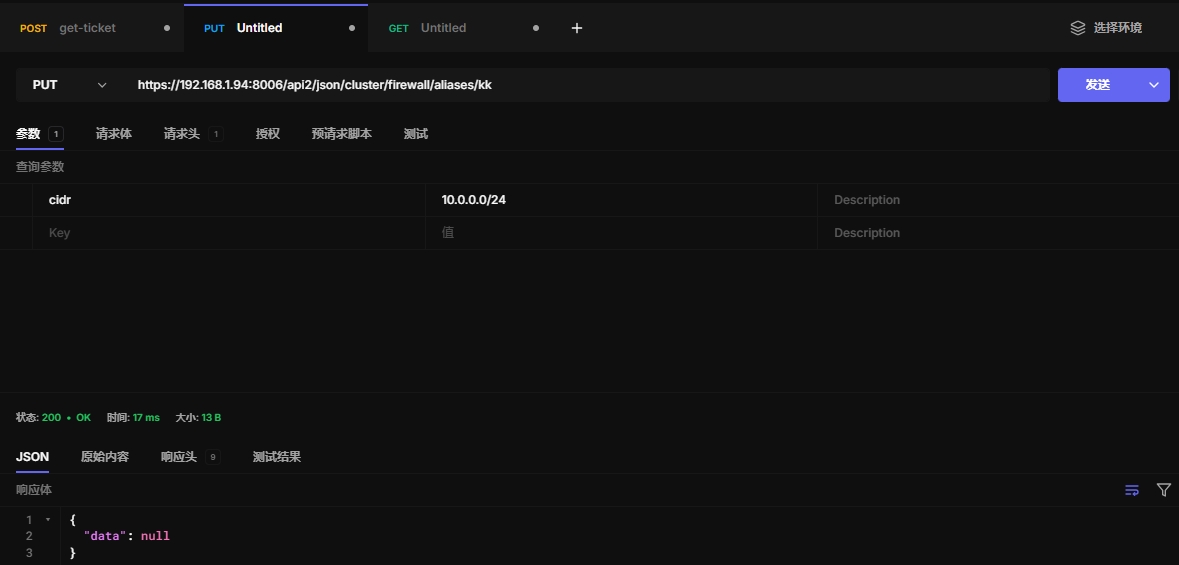 POST get-ticket PUT Untitled GET Untitled + 选择环境
PUT https://192.168.1.94:8006/api2/json/cluster/firewall/aliases/kk 发送
参数 1 请求体 请求头 1 授权 预请求脚本 测试
查询参数
cidr 10.0.0.0/24 Description
Key 值 Description
状态: 200 • OK 时间: 17 ms 大小: 13 B
JSON 原始内容 响应头 9 测试结果
响应体
1 {
2 "data": null
3 }